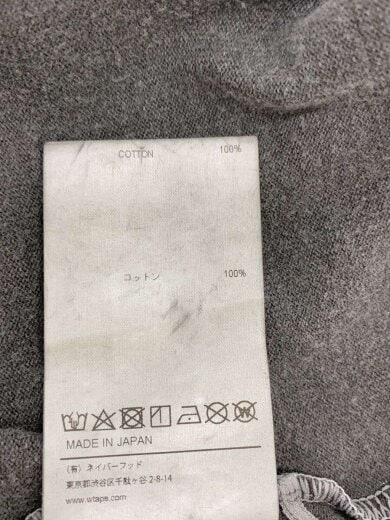 COTTON 100%
コットン 100%
MADE IN JAPAN
(有) ネイバーフッド
東京都渋谷区千駄ヶ谷 2-8-14
www.wtaps.com